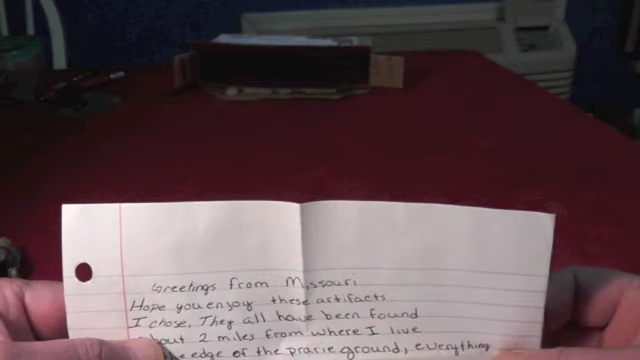 Greetings from Missouri
Hope you enjoy these artifacts
I chose. They all have been found
about 2 miles from where I live
edge of the prarie ground, everything